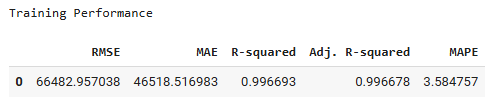 Training Performance
RMSE MAE R-squared Adj. R-squared MAPE
0 66482.957038 46518.516983 0.996693 0.996678 3.584757